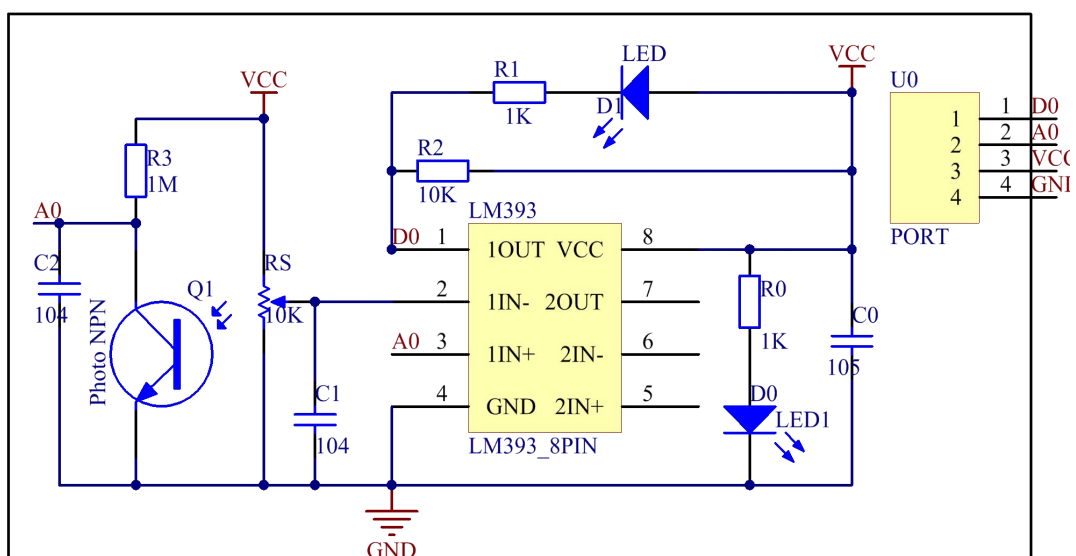 LED
VCC
VCC
R1
U0
D1
1K
1
1
D0
2
2
A0
3
3
VCC
4
4
GND
R3
1M
R2
10K
A0
LM393
D0
1
1OUT
VCC
8
PORT
C2
RS
Q1
2
1IN-
2OUT
7
R0
104
10K
C0
1K
105
Photo NPN
A0
3
1IN+
2IN-
6
C1
4
GND
2IN+
5
D0
LED1
104
LM393_8PIN
GND